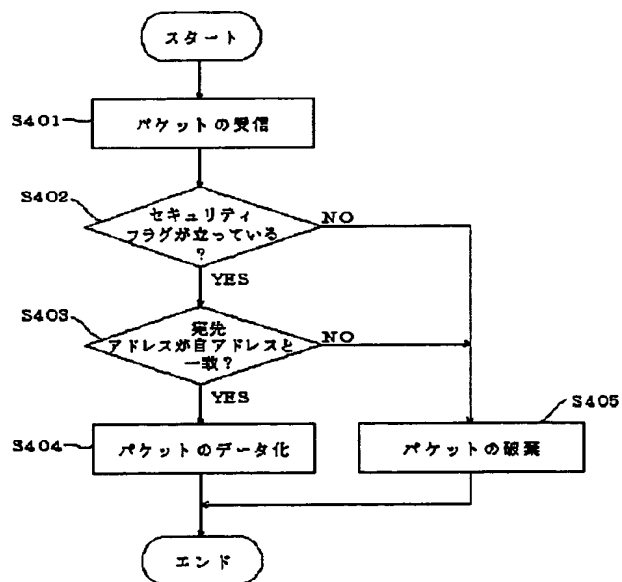 スタート
S401
パケットの受信
S402
セキュリティ
フラグが立っている
?
NO
YES
S403
宛先
アドレスが自アドレスと
一致?
NO
YES
S404
パケットのデータ化
S405
パケットの破棄
エンド